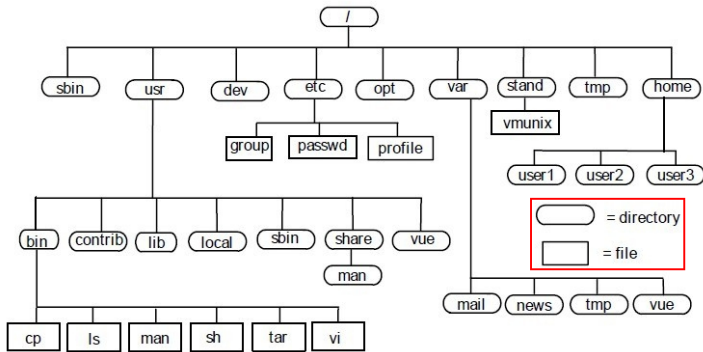 /
sbin usr dev etc opt var stand tmp home
vmunix
group passwd profile
user1 user2 user3
= directory
bin contrib lib local sbin share vue
= file
man
mail news tmp vue
cp ls man sh tar vi